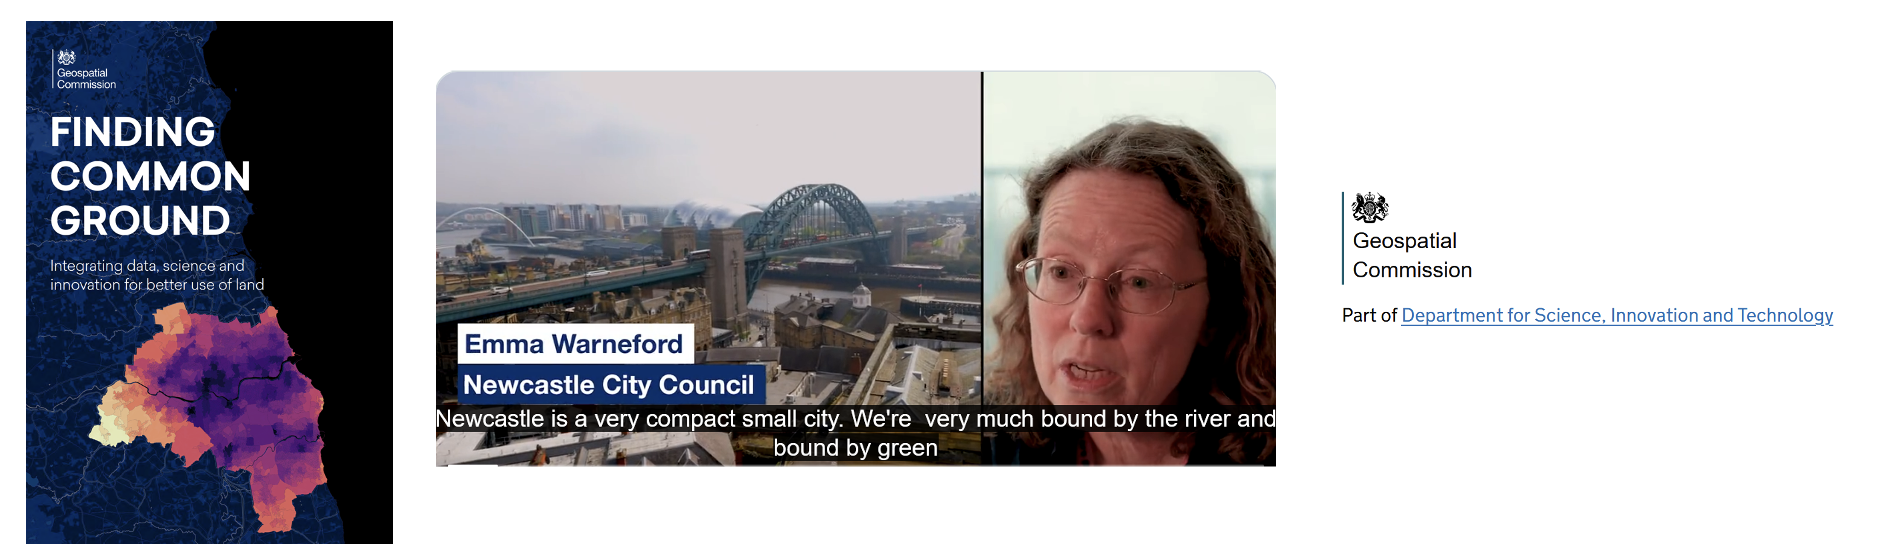 Geospatial
Commission
FINDING
COMMON
GROUND
Integrating data, science and
innovation for better use of land
Emma Warneford
Newcastle City Council
Newcastle is a very compact small city. We're  very much bound by the river and
bound by green
Geospatial
Commission
Part of Department for Science, Innovation and Technology